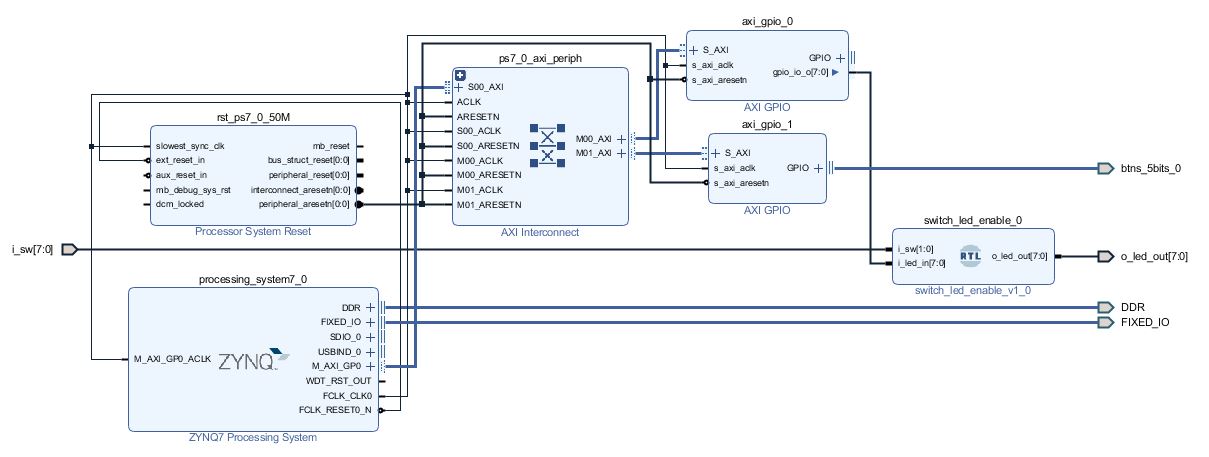 axi_gpio_0
S_AXI
s_axi_aclk
s_axi_aresetn
GPIO
gpio_io_o[7:0]
AXI GPIO
ps7_0_axi_periph
S00_AXI
ACLK
ARESETN
S00_ACLK
S00_ARESETN
M00_ACLK
M00_ARESETN
M01_ACLK
M01_ARESETN
M00_AXI
M01_AXI
AXI Interconnect
axi_gpio_1
S_AXI
s_axi_aclk
s_axi_aresetn
GPIO
AXI GPIO
btns_5bits_0
rst_ps7_0_50M
slowest_sync_clk
ext_reset_in
aux_reset_in
mb_debug_sys_rst
dcm_locked
mb_reset
bus_struct_reset[0:0]
peripheral_reset[0:0]
interconnect_aresetn[0:0]
peripheral_aresetn[0:0]
Processor System Reset
i_sw[7:0]
switch_led_enable_0
i_sw[1:0]
i_led_in[7:0]
RTL
o_led_out[7:0]
switch_led_enable_v1_0
o_led_out[7:0]
processing_system7_0
M_AXI_GP0_ACLK
ZYNQ
DDR
FIXED_IO
SDIO_0
USBIND_0
M_AXI_GP0
WDT_RST_OUT
FCLK_CLK0
FCLK_RESET0_N
ZYNQ7 Processing System
DDR
FIXED_IO